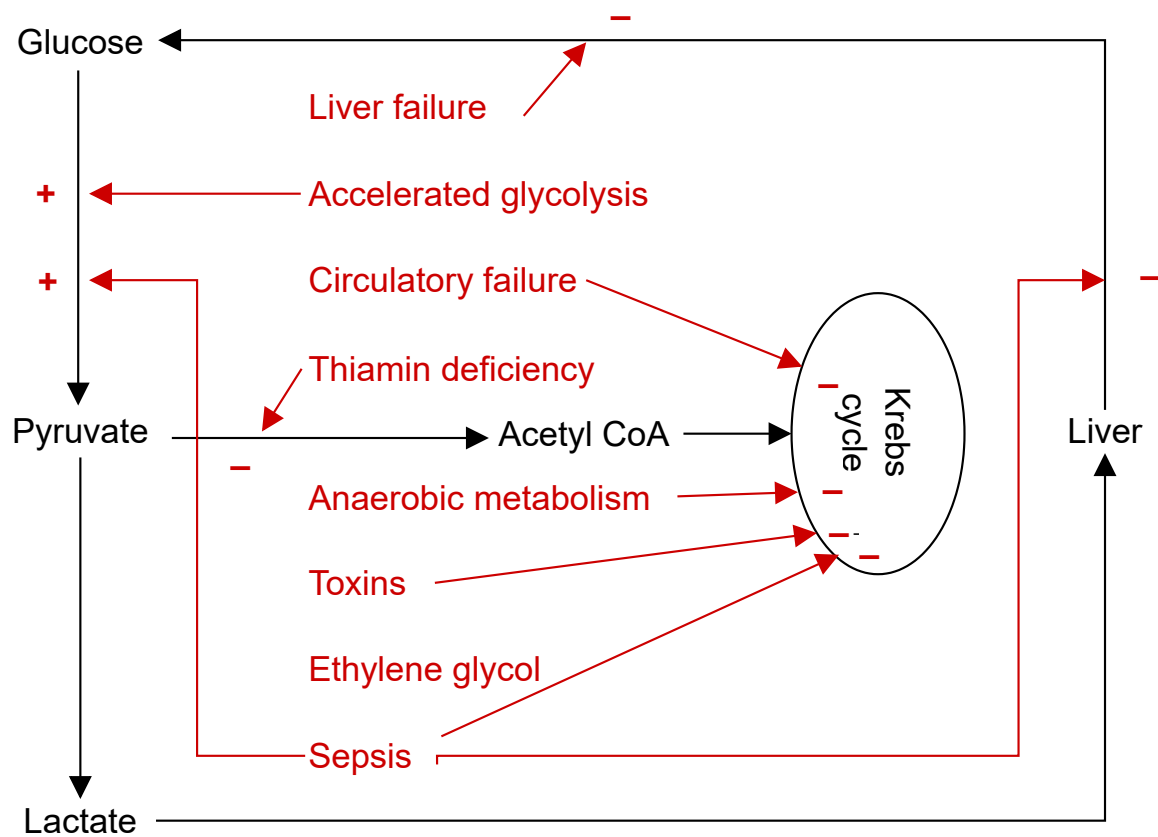 –
Glucose
Liver failure
+ Accelerated glycolysis
+ Circulatory failure –
Thiamin deficiency
–
Krebs
cycle
Pyruvate Acetyl CoA Liver
–
Anaerobic metabolism –
– -
–
Toxins
Ethylene glycol
Sepsis
Lactate